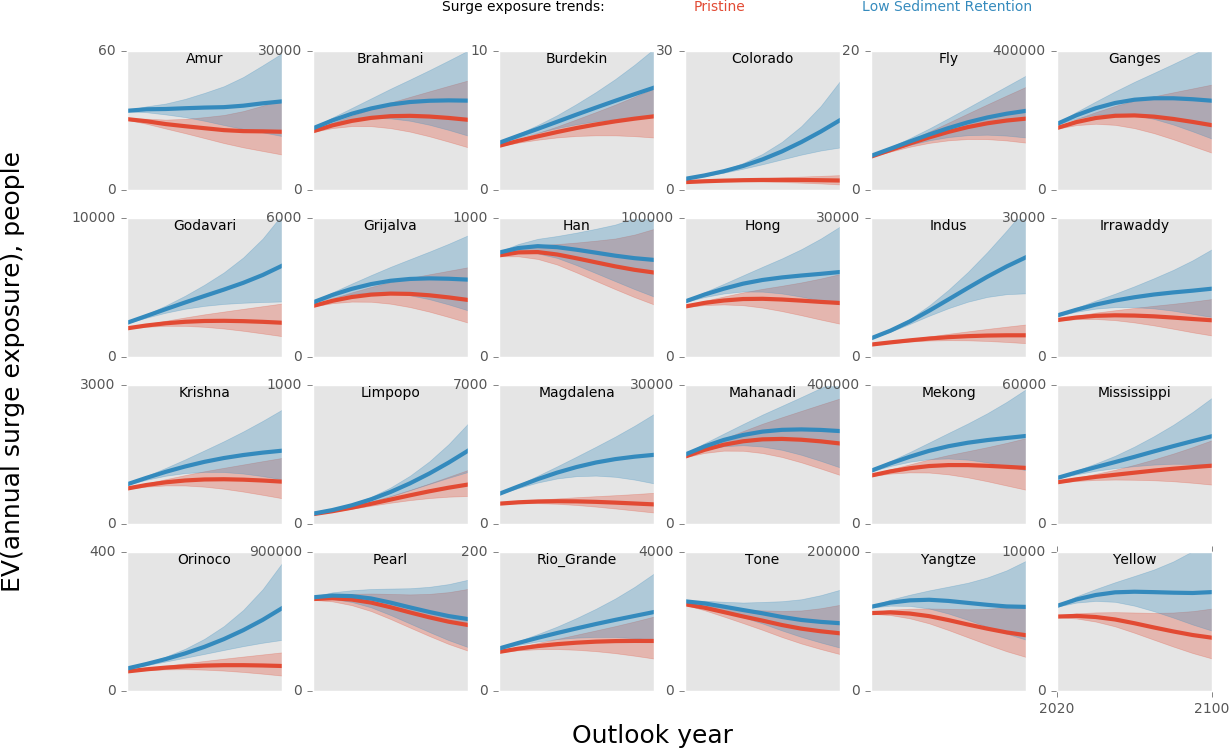 Surge exposure trends: Pristine Low Sediment Retention
60 30000 10 30 20 400000
Amur Brahmani Burdekin Colorado Fly Ganges
0 0 0 0 0 0
10000 6000 1000 100000 30000 30000
Godavari Grijalva Han Hong Indus Irrawaddy
0 0 0 0 0 0
3000 1000 7000 30000 400000 60000
Krishna Limpopo Magdalena Mahanadi Mekong Mississippi
0 0 0 0 0 0
400 900000 200 4000 200000 10000
Orinoco Pearl Rio_Grande Tone Yangtze Yellow
0 0 0 0 0 0
2020 2100
EV(annual surge exposure), people
Outlook year